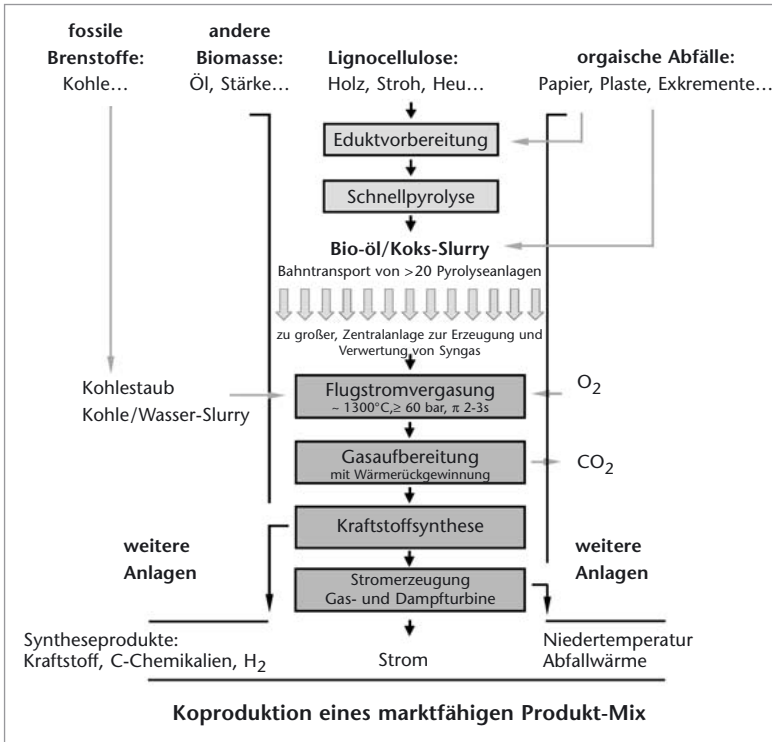 fossile
Brenstoffe:
Kohle…
andere
Biomasse:
Öl, Stärke…
Lignocellulose:
Holz, Stroh, Heu…
orgaische Abfälle:
Papier, Plaste, Exkremente…
Eduktvorbereitung
Schnellpyrolyse
Bio-öl/Koks-Slurry
Bahntransport von >20 Pyrolyseanlagen
zu großer, Zentralanlage zur Erzeugung und
Verwertung von Syngas
Kohlestaub
Kohle/Wasser-Slurry
Flugstromvergasung
~ 1300°C,≥ 60 bar, π 2-3s
O₂
Gasaufbereitung
mit Wärmerückgewinnung
CO₂
Kraftstoffsynthese
weitere
Anlagen
weitere
Anlagen
Stromerzeugung
Gas- und Dampfturbine
Syntheseprodukte:
Kraftstoff, C-Chemikalien, H₂
Strom
Niedertemperatur
Abfallwärme
Koproduktion eines marktfähigen Produkt-Mix